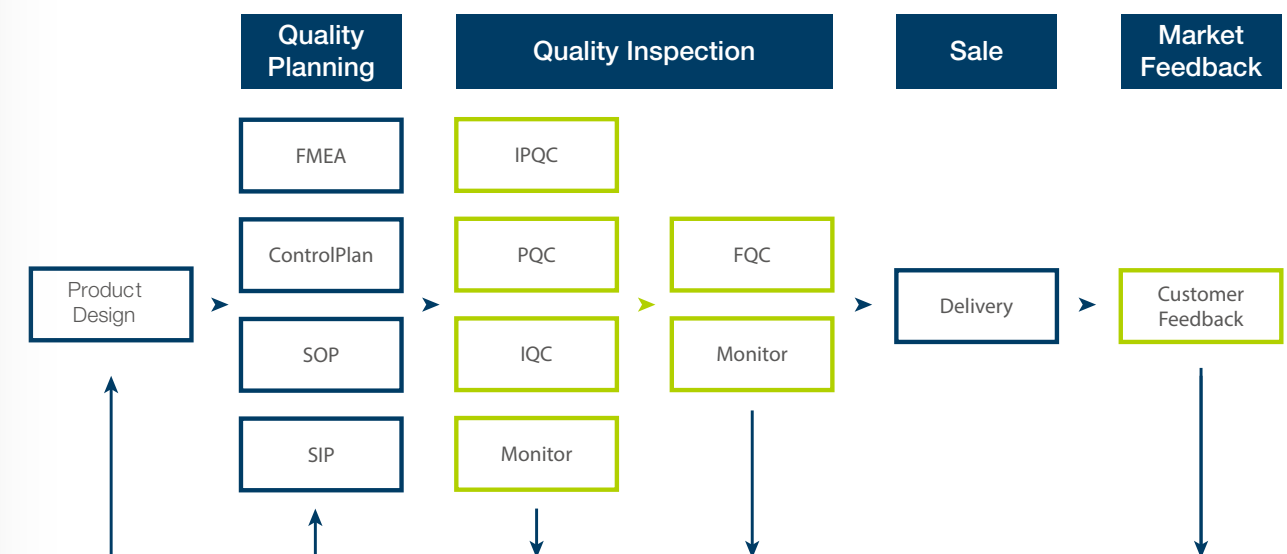 Quality
Planning
Quality Inspection
Sale
Market
Feedback
FMEA
IPQC
ControlPlan
PQC
FQC
Product
Design
Delivery
Customer
Feedback
SOP
IQC
Monitor
SIP
Monitor